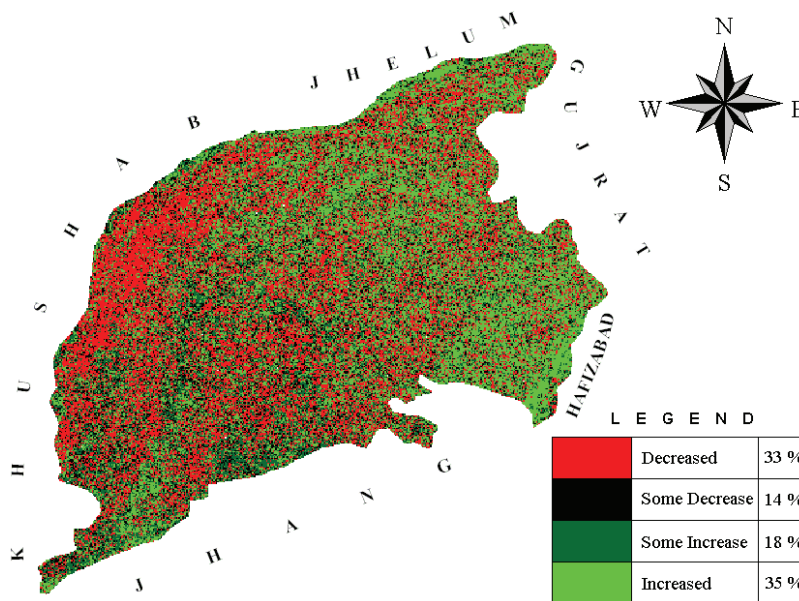 J H E L U M
G U J R A T
K H U S H A B
HAFIZABAD
J H A N G
N
W E
S
L E G E N D
Decreased 33 %
Some Decrease 14 %
Some Increase 18 %
Increased 35 %